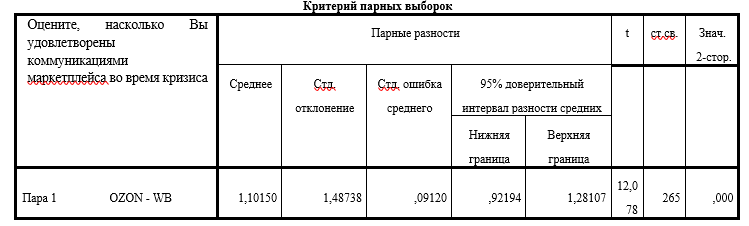 Критерий парных выборок
Оцените, насколько Вы
удовлетворены
коммуникациями
маркетплейса во время кризиса
Парные разности
t
ст.св.
Знач.
2-стор.
Среднее
Стд.
отклонение
Стд. ошибка
среднего
95% доверительный
интервал разности средних
Нижняя
граница
Верхняя
граница
Пара 1 OZON - WB
1,10150
1,48738
,09120
,92194
1,28107
12,0
78
265
,000